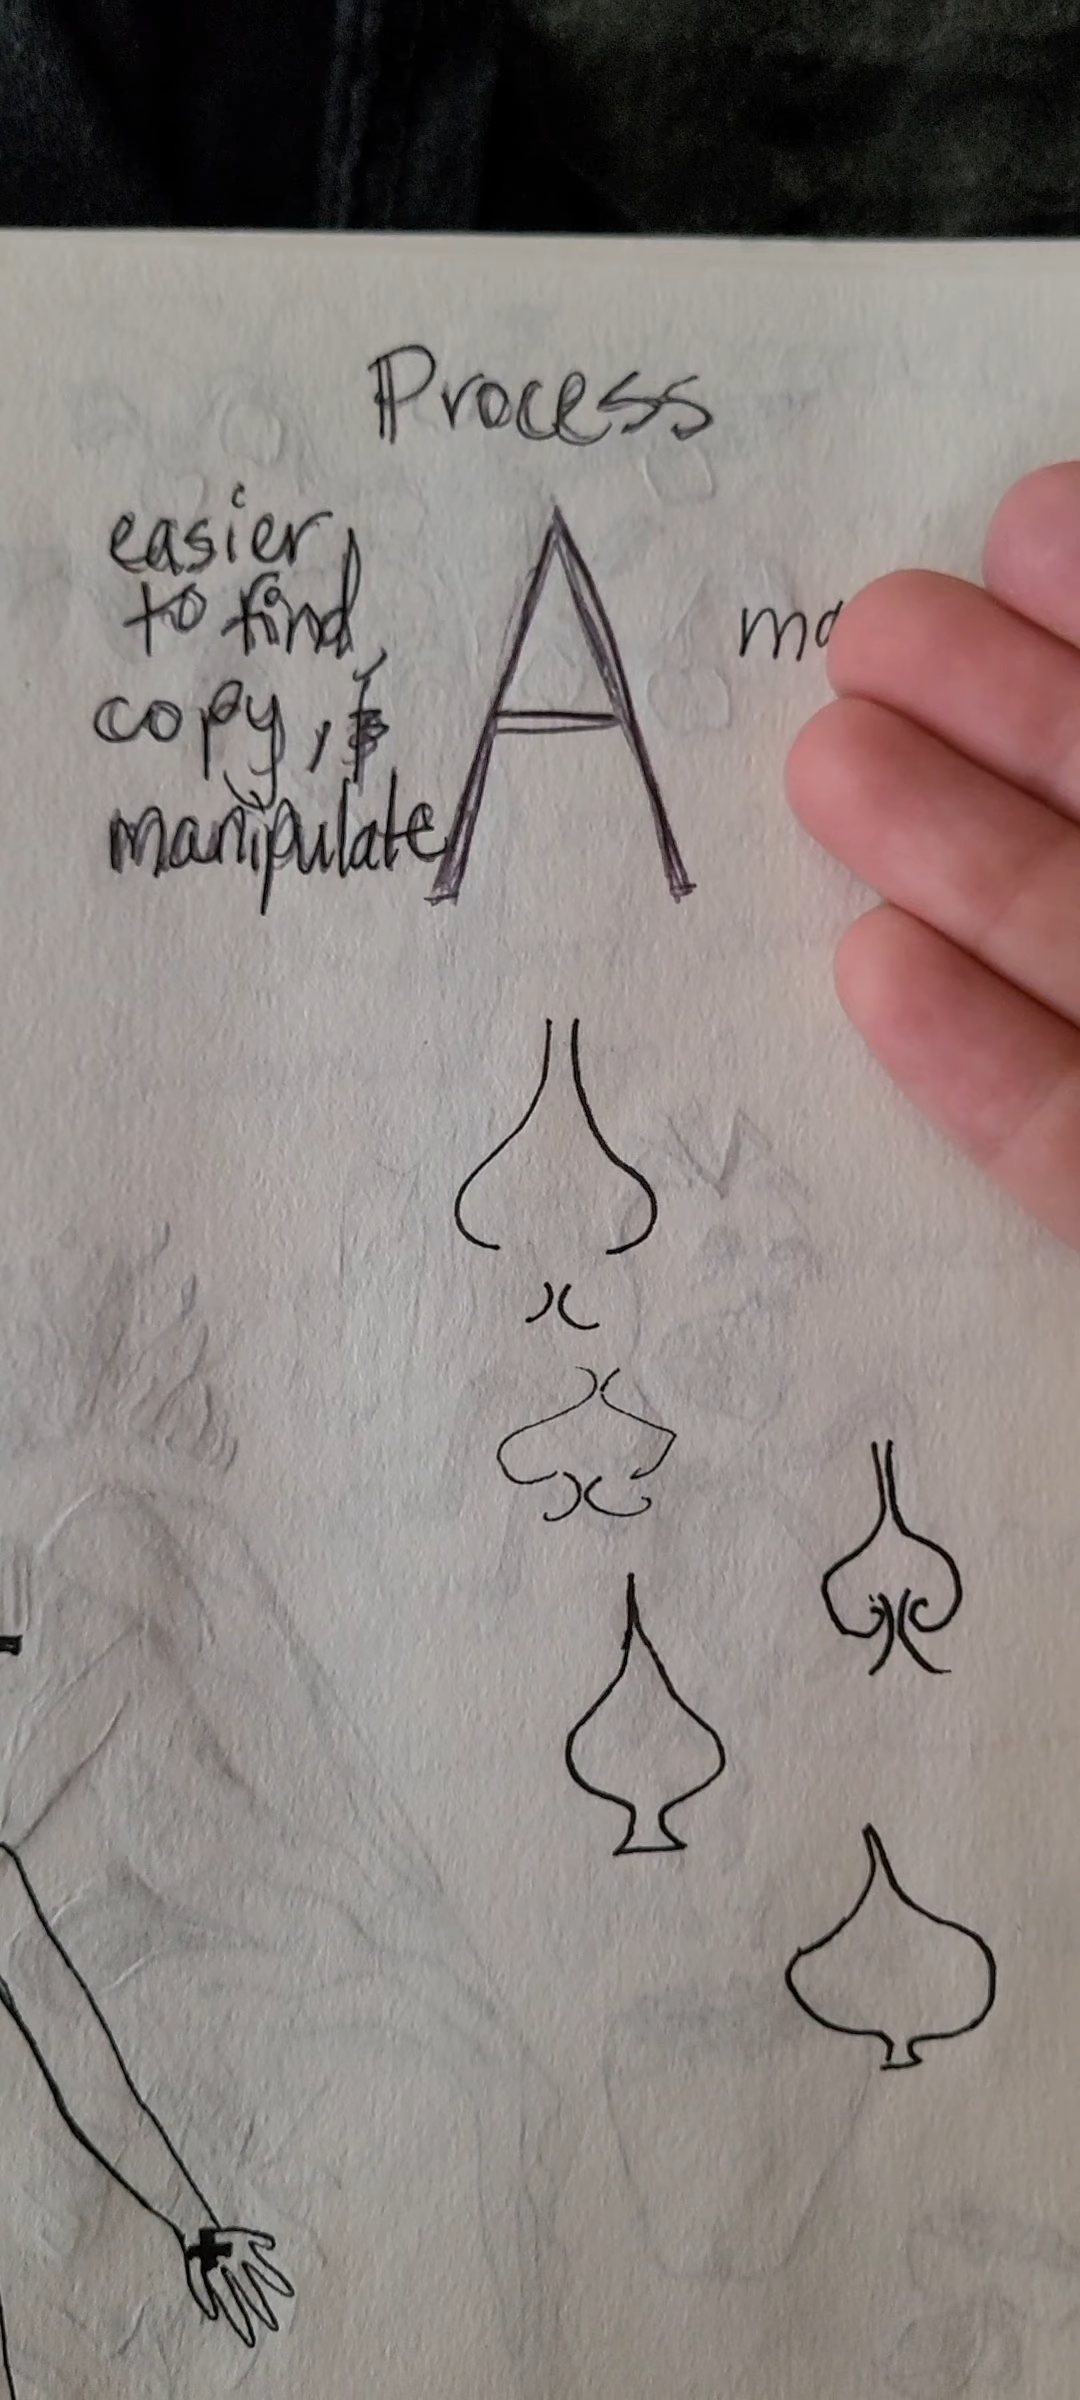 Process
easier
to find,
copy, &
manipulate
A